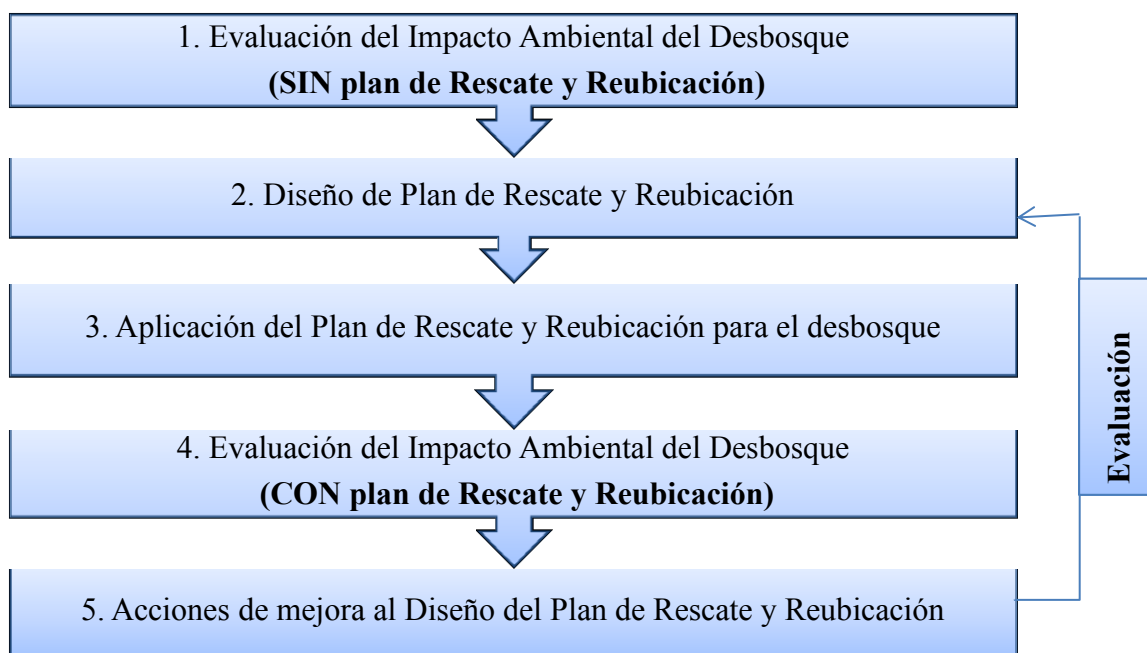 1. Evaluación del Impacto Ambiental del Desbosque
(SIN plan de Rescate y Reubicación)
2. Diseño de Plan de Rescate y Reubicación
3. Aplicación del Plan de Rescate y Reubicación para el desbosque
4. Evaluación del Impacto Ambiental del Desbosque
(CON plan de Rescate y Reubicación)
5. Acciones de mejora al Diseño del Plan de Rescate y Reubicación
Evaluación